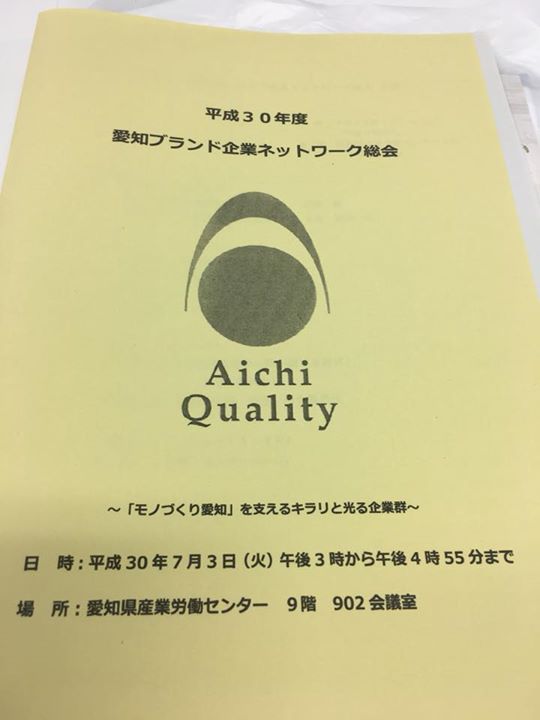 平成３０年度
愛知ブランド企業ネットワーク総会
Aichi
Quality
～「モノづくり愛知」を支えるキラリと光る企業群～
日　時：平成 30 年 7 月 3 日（火）午後 3 時から午後 4 時 55 分まで
場　所：愛知県産業労働センター　9 階　902 会議室